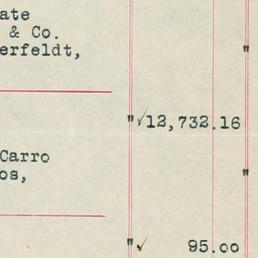 ate
& Co.
erfeldt,
"
" ✓12,732.16
Carro
os,
"
" ✓ 95.00